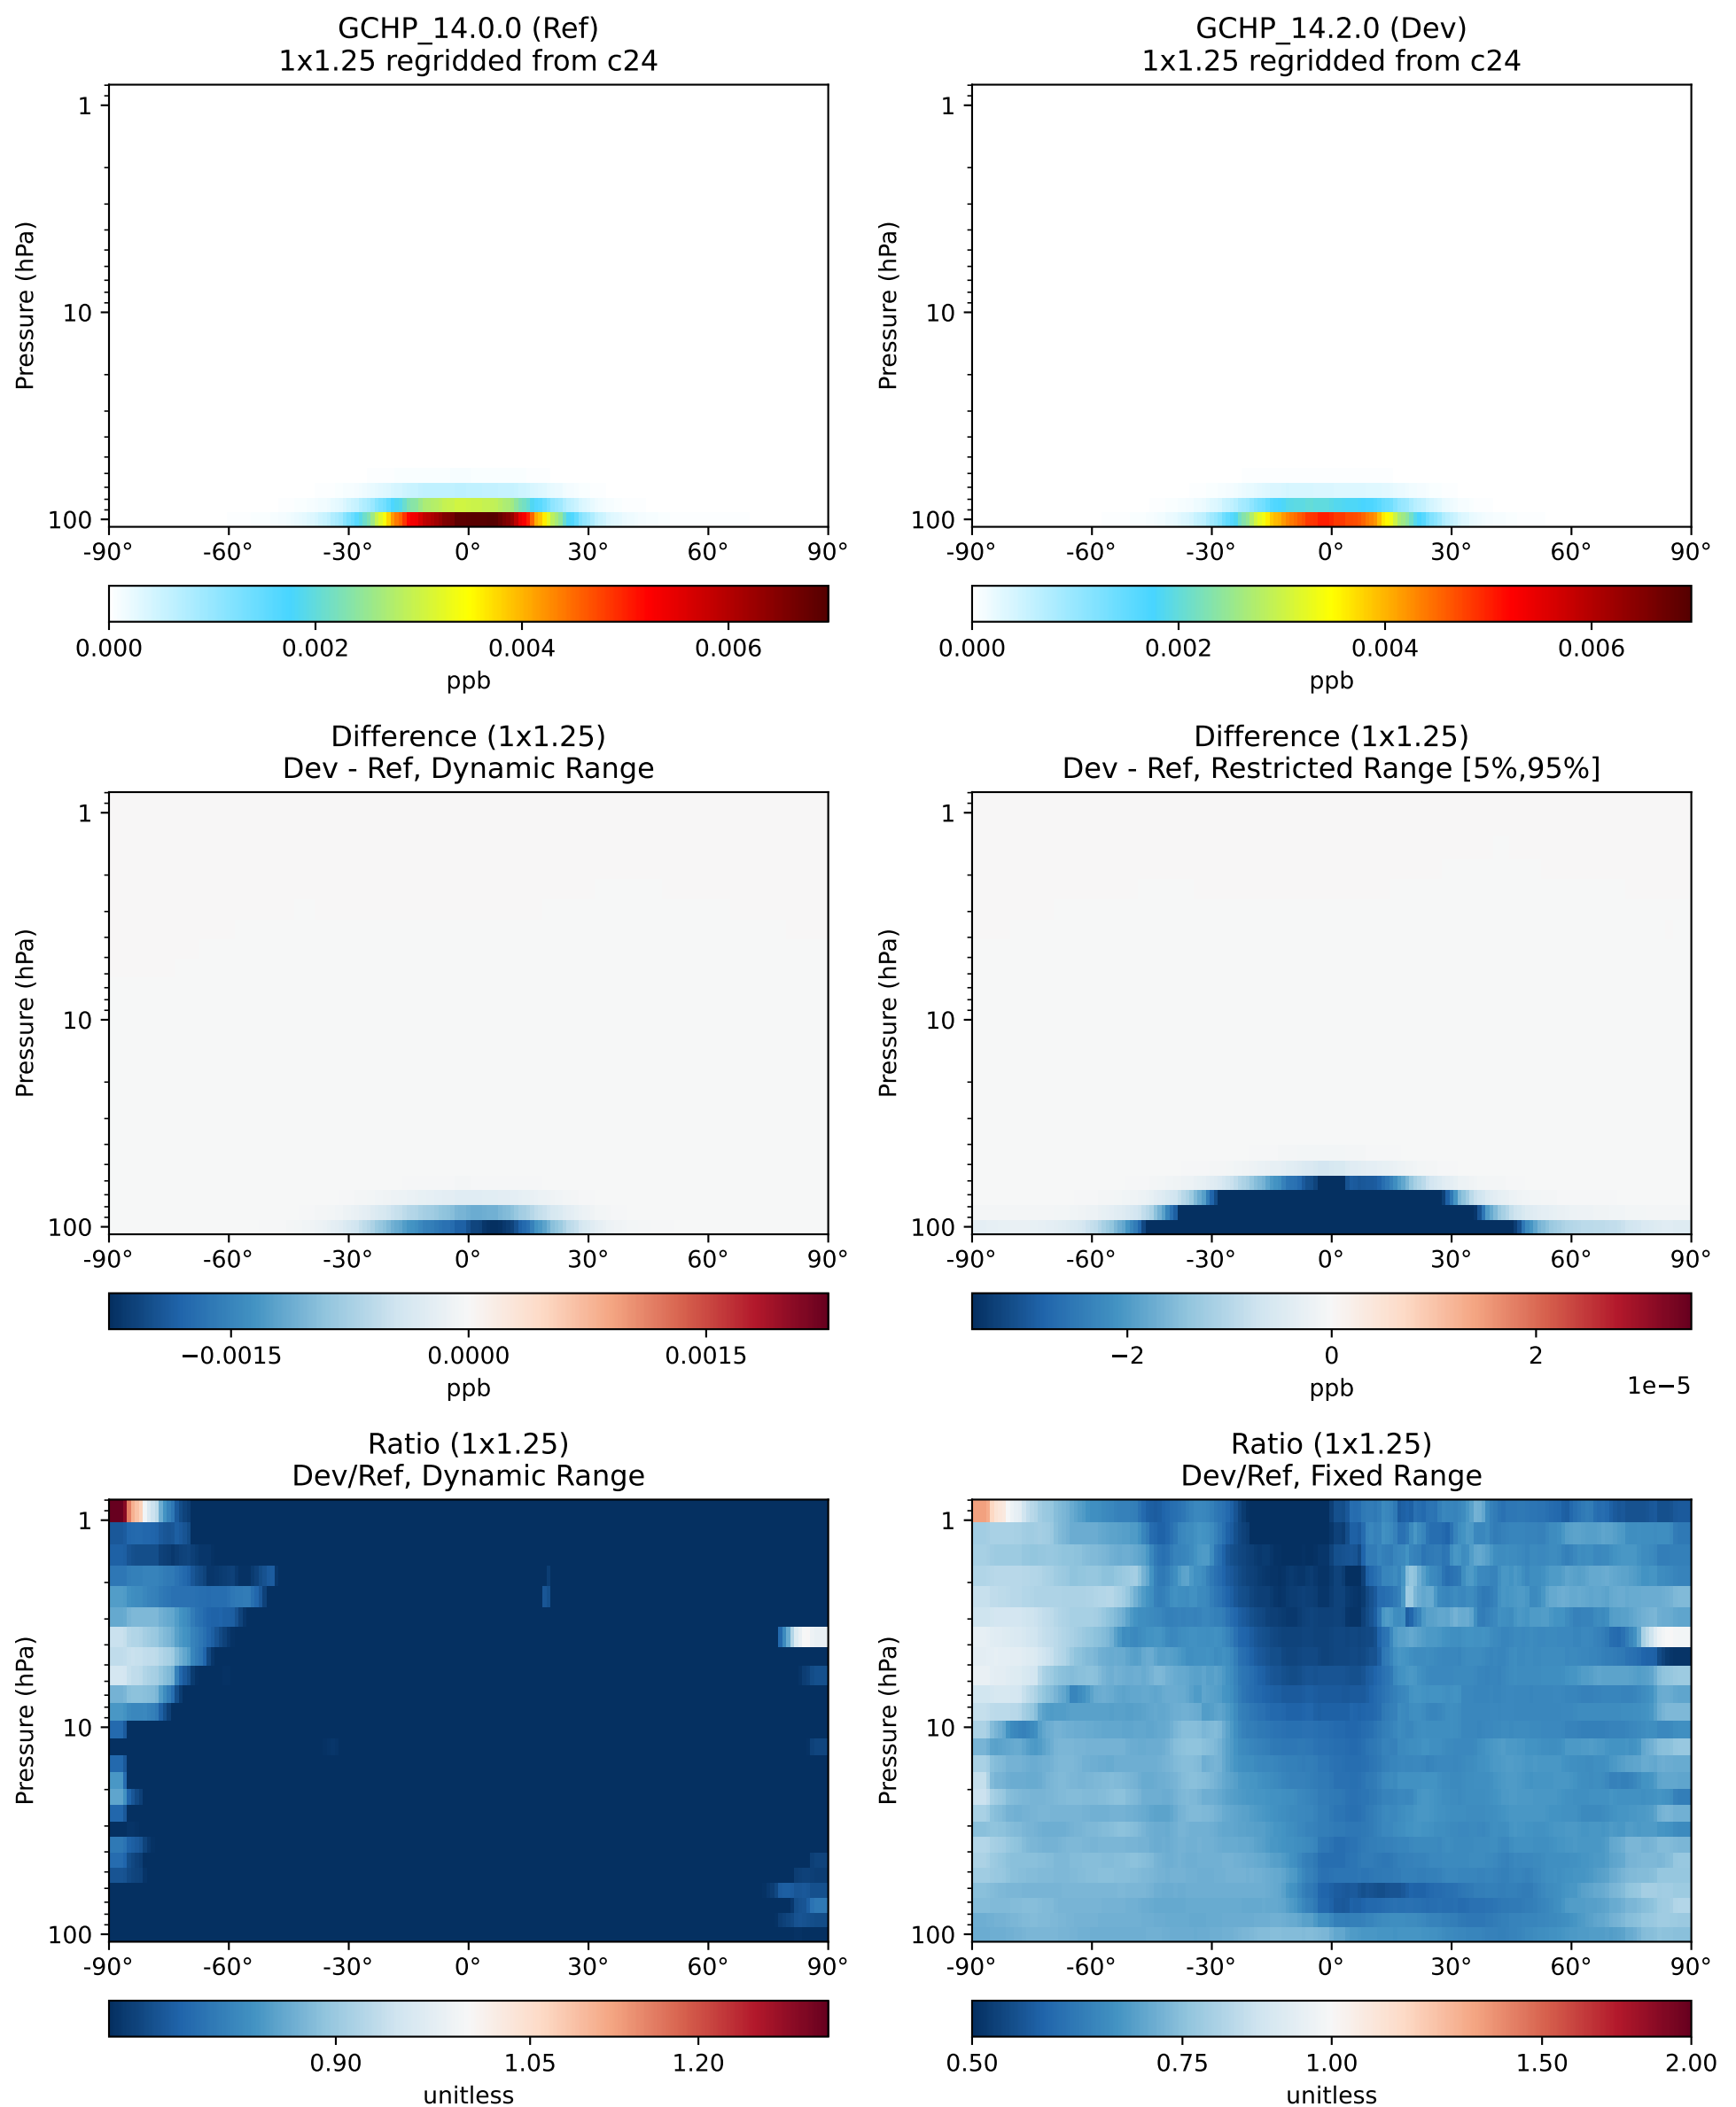 GCHP_14.0.0 (Ref)
1x1.25 regridded from c24
Pressure (hPa)
1
10
100
-90° -60° -30° 0° 30° 60° 90°
0.000 0.002 0.004 0.006
ppb
GCHP_14.2.0 (Dev)
1x1.25 regridded from c24
Pressure (hPa)
1
10
100
-90° -60° -30° 0° 30° 60° 90°
0.000 0.002 0.004 0.006
ppb
Difference (1x1.25)
Dev - Ref, Dynamic Range
Pressure (hPa)
1
10
100
-90° -60° -30° 0° 30° 60° 90°
−0.0015 0.0000 0.0015
ppb
Difference (1x1.25)
Dev - Ref, Restricted Range [5%,95%]
Pressure (hPa)
1
10
100
-90° -60° -30° 0° 30° 60° 90°
−2 0 2
1e−5
ppb
Ratio (1x1.25)
Dev/Ref, Dynamic Range
Pressure (hPa)
1
10
100
-90° -60° -30° 0° 30° 60° 90°
0.90 1.05 1.20
unitless
Ratio (1x1.25)
Dev/Ref, Fixed Range
Pressure (hPa)
1
10
100
-90° -60° -30° 0° 30° 60° 90°
0.50 0.75 1.00 1.50 2.00
unitless